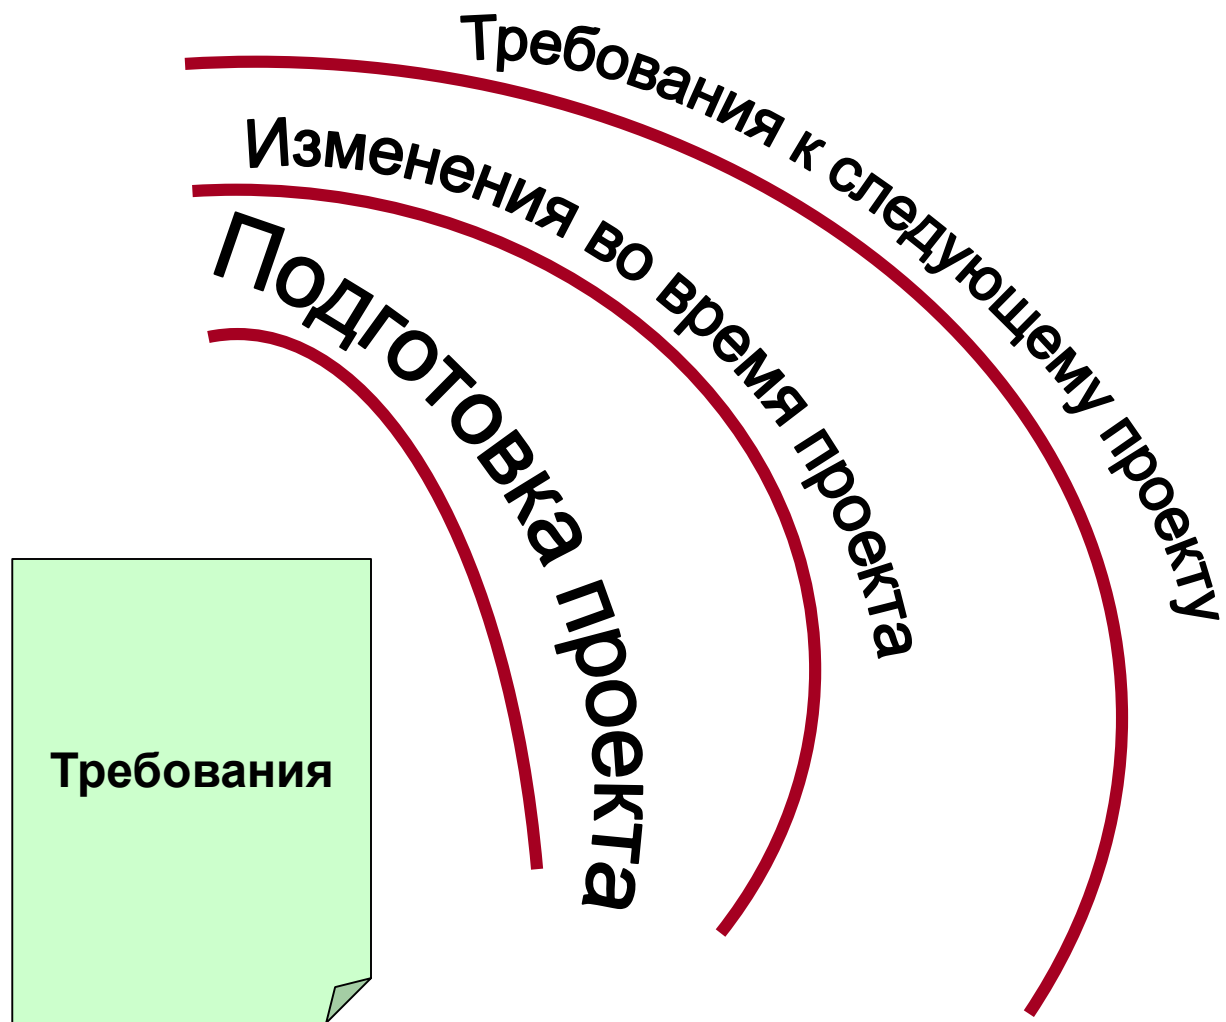 Требования к следующему проекту
Изменения во время проекта
Подготовка проекта
Требования